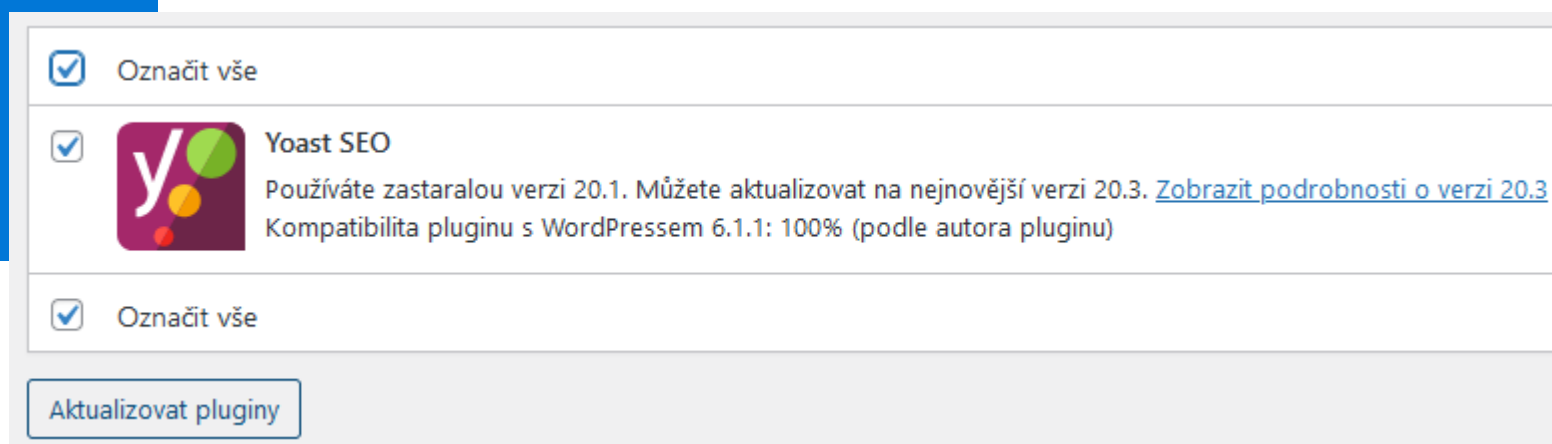 Označit vše
Yoast SEO
Používáte zastaralou verzi 20.1. Můžete aktualizovat na nejnovější verzi 20.3. Zobrazit podrobnosti o verzi 20.3
Kompatibilita pluginu s WordPressem 6.1.1: 100% (podle autora pluginu)
Označit vše
Aktualizovat pluginy